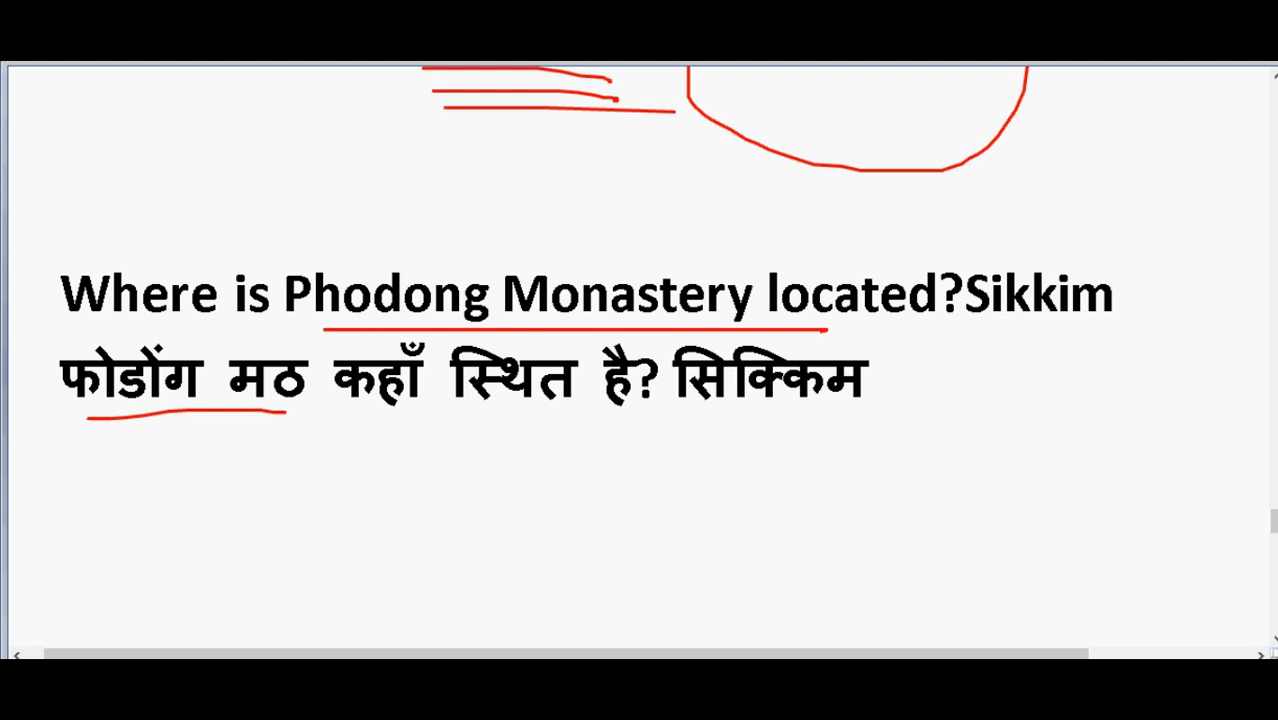 Where is Phodong Monastery located?Sikkim
फोडोंग मठ कहाँ स्थित है? सिक्किम